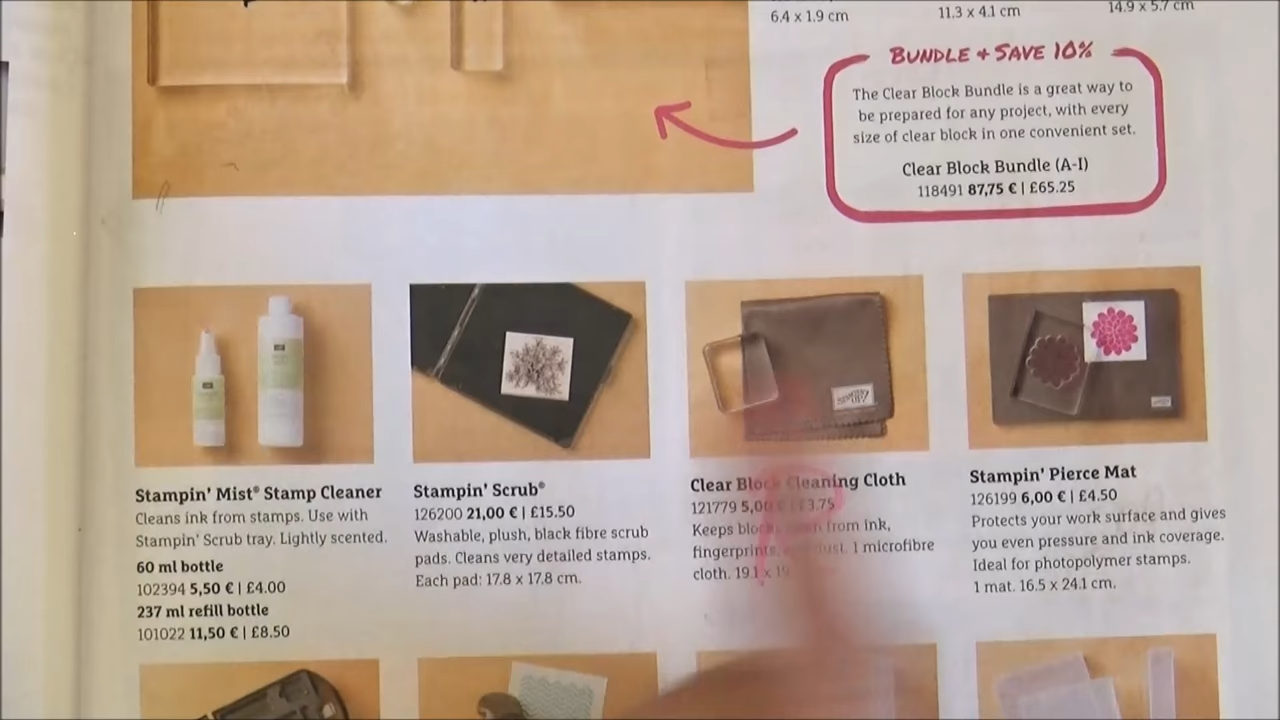 6.4 x 1.9 cm
11.3 x 4.1 cm
14.9 x 5.7 cm
BUNDLE & SAVE 10%
The Clear Block Bundle is a great way to
be prepared for any project, with every
size of clear block in one convenient set.
Clear Block Bundle (A-I)
118491 87,75 € | £65.25
Stampin' Mist® Stamp Cleaner
Cleans ink from stamps. Use with
Stampin' Scrub tray. Lightly scented.
60 ml bottle
102394 5,50 € | £4.00
237 ml refill bottle
101022 11,50 € | £8.50
Stampin' Scrub®
126200 21,00 € | £15.50
Washable, plush, black fibre scrub
pads. Cleans very detailed stamps.
Each pad: 17.8 x 17.8 cm.
STAMPIN' UP!
Clear Block Cleaning Cloth
121779 5,00 € | £3.75
Keeps from ink,
fingerprints, dust. 1 microfibre
cloth. 19.1 x
Stampin' Pierce Mat
126199 6,00 € | £4.50
Protects your work surface and gives
you even pressure and ink coverage.
Ideal for photopolymer stamps.
1 mat. 16.5 x 24.1 cm.